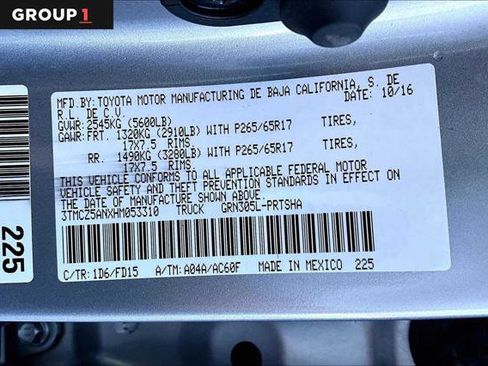 GROUP 1
MFD.BY: TOYOTA MOTOR MANUFACTURING DE BAJA CALIFORNIA, S. DE
R.L. DE C.V. DATE: 10/16
GVWR: 2545KG (5600LB)
GAWR: FRT. 1320KG (2910LB) WITH P265/65R17 TIRES,
17X7.5 RIMS.
RR. 1490KG (3280LB) WITH P265/65R17 TIRES,
17X7.5 RIMS.
THIS VEHICLE CONFORMS TO ALL APPLICABLE FEDERAL MOTOR
VEHICLE SAFETY AND THEFT PREVENTION STANDARDS IN EFFECT ON
THE DATE OF MANUFACTURE SHOWN ABOVE.
3TMCZ5ANXHM053310 TRUCK GRN305L-PRTSHA
C/TR: 1D6/FD15 A/TM: A04A/AC60F MADE IN MEXICO 225
225